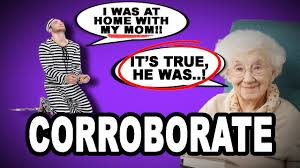 I WAS AT
HOME WITH
MY MOM!!
IT'S TRUE,
HE WAS..!
CORROBORATE